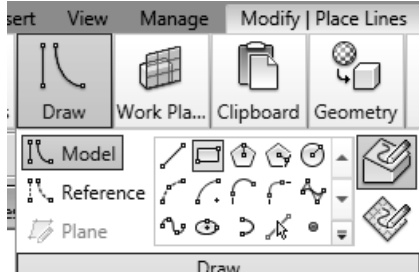 sert View Manage Modify | Place Lines
Draw Work Pla... Clipboard Geometry
Model
Reference
Plane
Draw